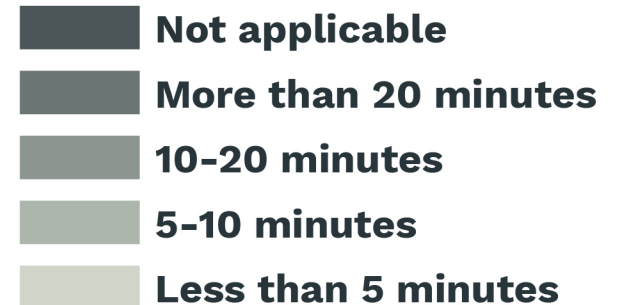 Not applicable
More than 20 minutes
10-20 minutes
5-10 minutes
Less than 5 minutes